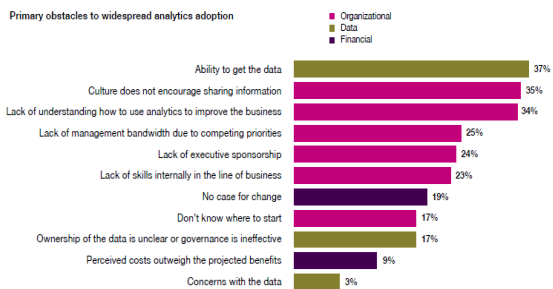 Primary obstacles to widespread analytics adoption
Organizational
Data
Financial
Ability to get the data 37%
Culture does not encourage sharing information 35%
Lack of understanding how to use analytics to improve the business 34%
Lack of management bandwidth due to competing priorities 25%
Lack of executive sponsorship 24%
Lack of skills internally in the line of business 23%
No case for change 19%
Don't know where to start 17%
Ownership of the data is unclear or governance is ineffective 17%
Perceived costs outweigh the projected benefits 9%
Concerns with the data 3%